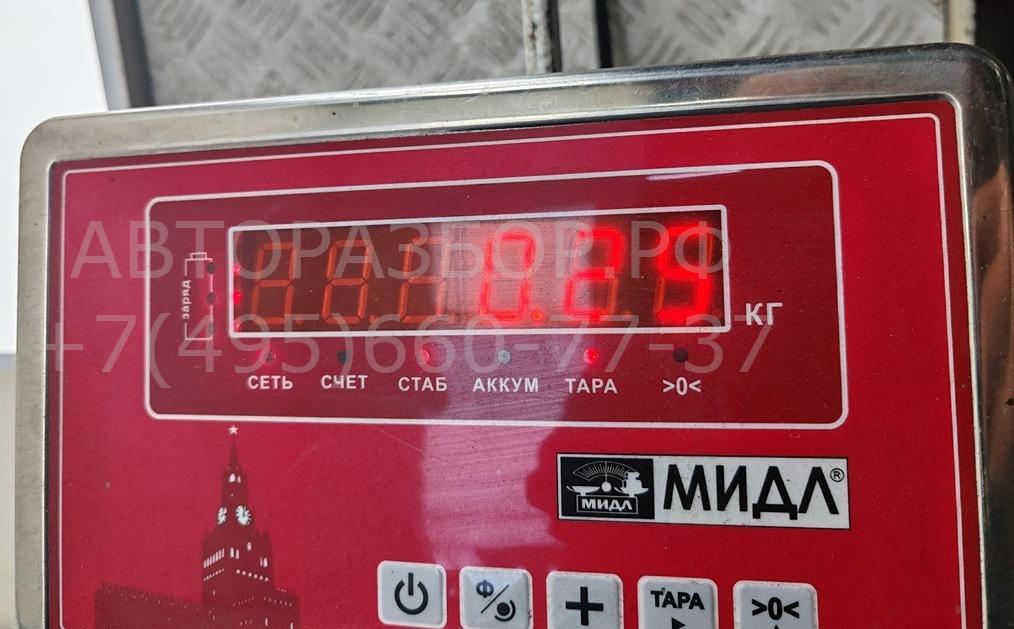 АВТОРАЗБОР.РФ
0.25
КГ
заряд
+7(495)660-77-37
СЕТЬ СЧЕТ СТАБ АККУМ ТАРА >0<
МИДЛ МИДЛ®
Ф/ + ТАРА >0<